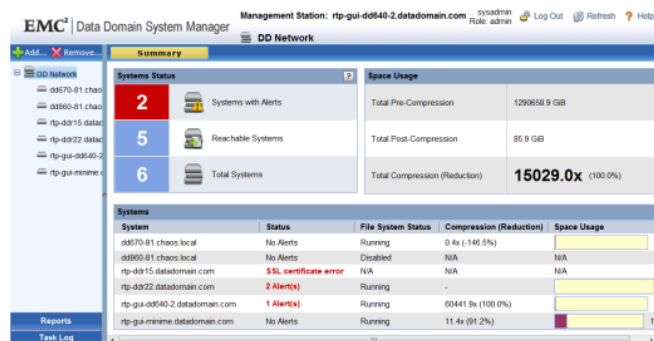 EMC² | Data Domain System Manager
Management Station: rtp-gui-dd640-2.datadomain.com
sysadmin
Role: admin
Log Out
Refresh
Help
DD Network
Add...
Remove...
Summary
DD Network
dd670-81.chao
dd860-81.chao
rtp-ddr15.datad
rtp-ddr22.datad
rtp-gui-dd640-2
rtp-gui-minime.
Reports
Task Log
Systems Status
?
2 Systems with Alerts
5 Reachable Systems
6 Total Systems
Space Usage
Total Pre-Compression 1290658.9 GiB
Total Post-Compression 85.9 GiB
Total Compression (Reduction) 15029.0x (100.0%)
Systems
System Status File System Status Compression (Reduction) Space Usage
dd670-81.chaos.local No Alerts Running 0.4x (-146.5%)
dd860-81.chaos.local No Alerts Disabled N/A N/A
rtp-ddr15.datadomain.com SSL certificate error N/A N/A N/A
rtp-ddr22.datadomain.com 2 Alert(s) Running -
rtp-gui-dd640-2.datadomain.com 1 Alert(s) Running 60441.9x (100.0%)
rtp-gui-minime.datadomain.com No Alerts Running 11.4x (91.2%) 1